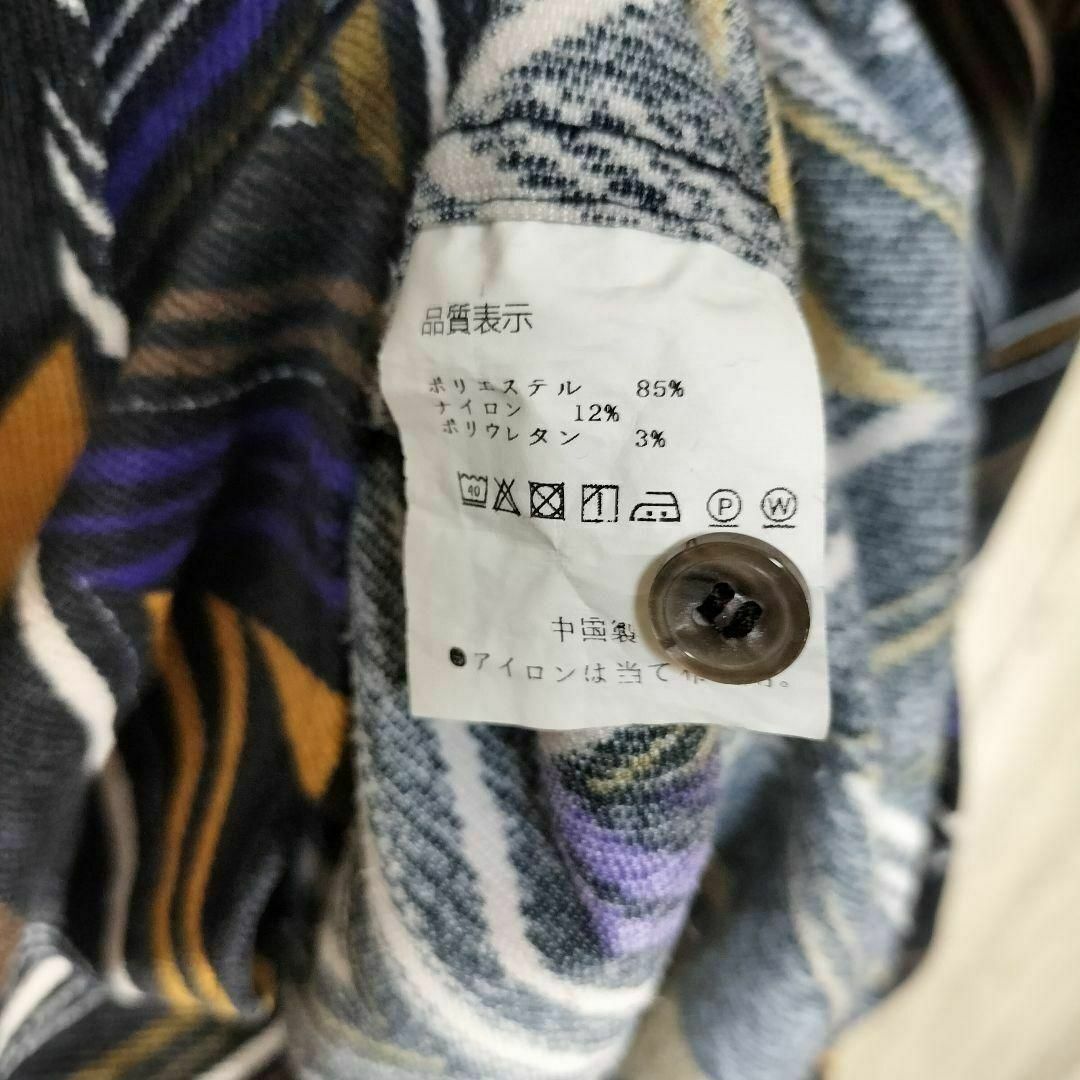 品質表示
ポリエステル 85%
ナイロン 12%
ポリウレタン 3%
40
P W
中国製
アイロンは当て